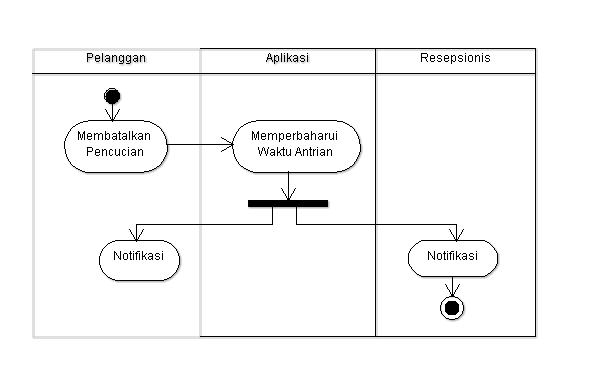 Pelanggan
Aplikasi
Resepsionis
Membatalkan
Pencucian
Memperbaharui
Waktu Antrian
Notifikasi
Notifikasi